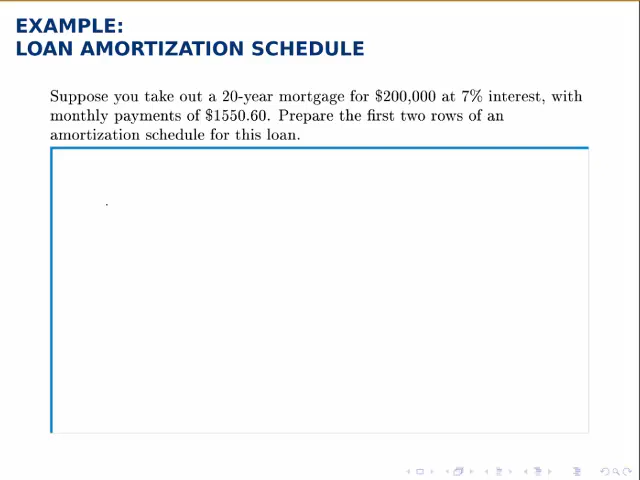 EXAMPLE:
LOAN AMORTIZATION SCHEDULE
Suppose you take out a 20-year mortgage for $200,000 at 7% interest, with
monthly payments of $1550.60. Prepare the first two rows of an
amortization schedule for this loan.